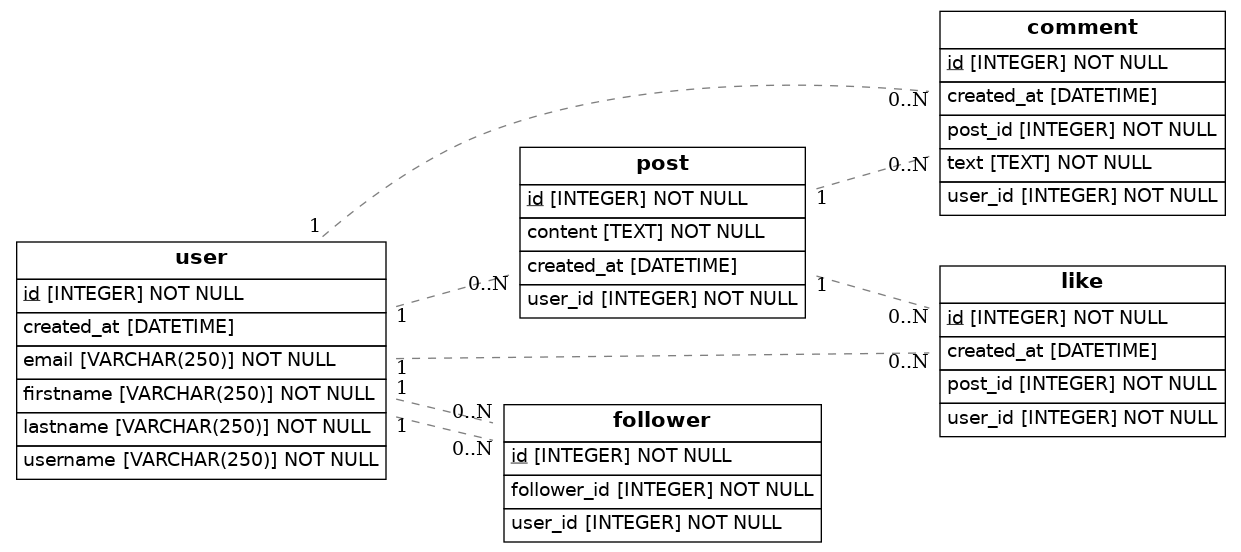 comment
id [INTEGER] NOT NULL
created_at [DATETIME]
post_id [INTEGER] NOT NULL
text [TEXT] NOT NULL
user_id [INTEGER] NOT NULL
0..N
0..N
post
id [INTEGER] NOT NULL
content [TEXT] NOT NULL
created_at [DATETIME]
user_id [INTEGER] NOT NULL
1
1
0..N
user
id [INTEGER] NOT NULL
created_at [DATETIME]
email [VARCHAR(250)] NOT NULL
firstname [VARCHAR(250)] NOT NULL
lastname [VARCHAR(250)] NOT NULL
username [VARCHAR(250)] NOT NULL
1
1
1
1
1
like
id [INTEGER] NOT NULL
created_at [DATETIME]
post_id [INTEGER] NOT NULL
user_id [INTEGER] NOT NULL
0..N
0..N
follower
id [INTEGER] NOT NULL
follower_id [INTEGER] NOT NULL
user_id [INTEGER] NOT NULL
0..N
0..N